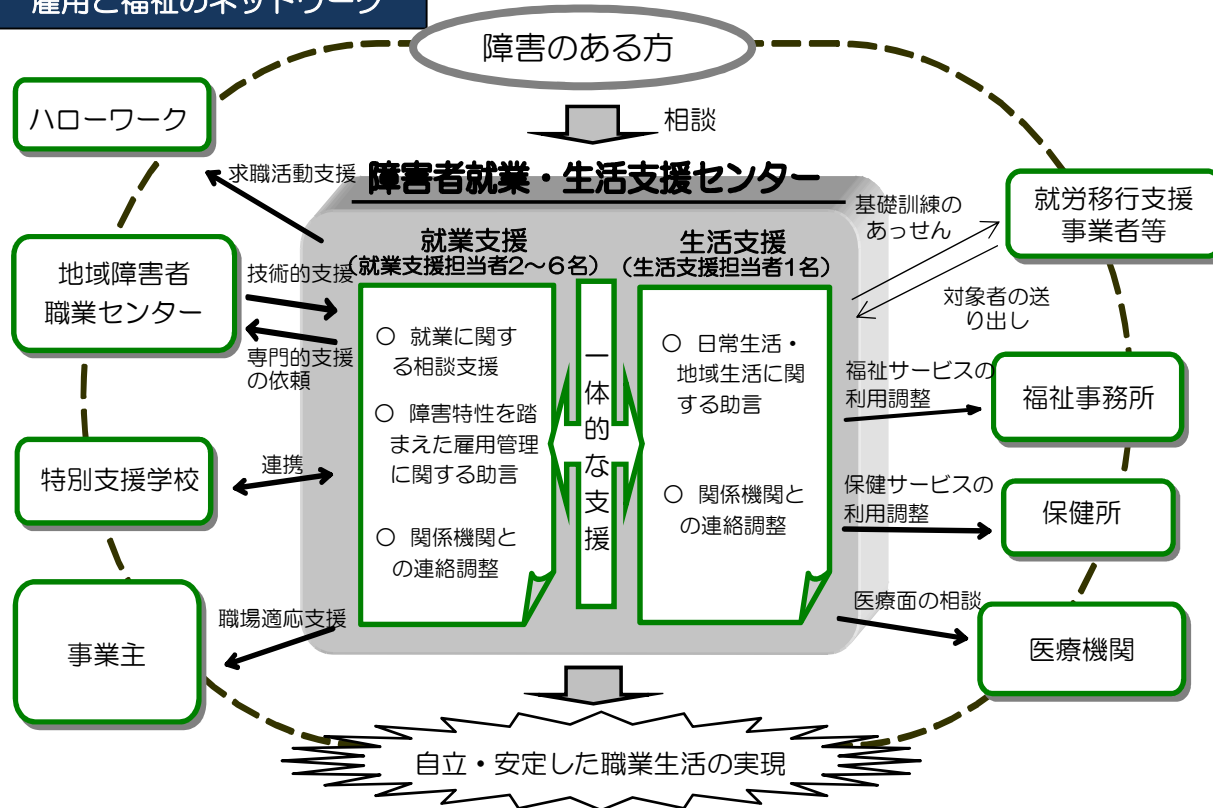 雇用と福祉のネットワーク
障害のある方
相談
ハローワーク
求職活動支援
障害者就業・生活支援センター
基礎訓練の
あっせん
就労移行支援
事業者等
対象者の送
り出し
地域障害者
職業センター
技術的支援
専門的支援
の依頼
就業支援
(就業支援担当者2～6名)
○ 就業に関す
る相談支援
○ 障害特性を踏
まえた雇用管理
に関する助言
○ 関係機関と
の連絡調整
一
体
的
な
支
援
生活支援
(生活支援担当者1名)
○ 日常生活・
地域生活に関
する助言
○ 関係機関と
の連絡調整
福祉サービスの
利用調整
福祉事務所
特別支援学校
連携
保健サービスの
利用調整
保健所
事業主
職場適応支援
医療面の相談
医療機関
自立・安定した職業生活の実現